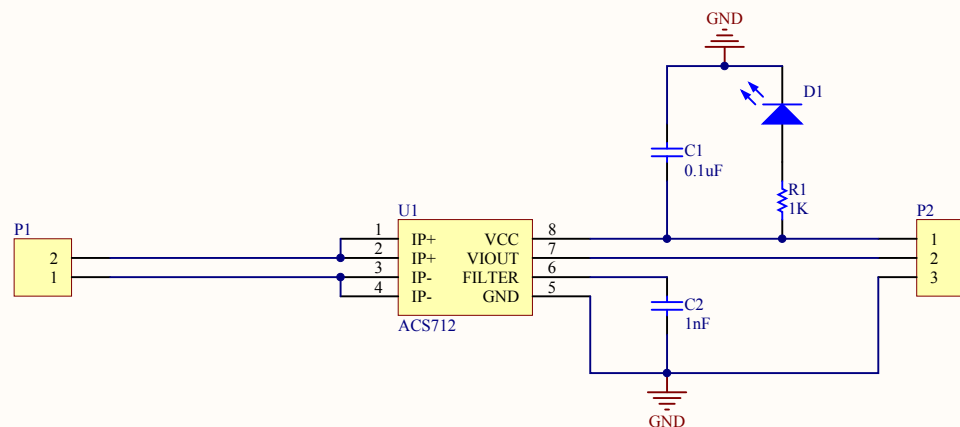 GND
D1
C1
0.1uF
R1
1K
P1
2
1
U1
1 IP+ VCC 8
2 IP+ VIOUT 7
3 IP- FILTER 6
4 IP- GND 5
ACS712
P2
1
2
3
C2
1nF
GND